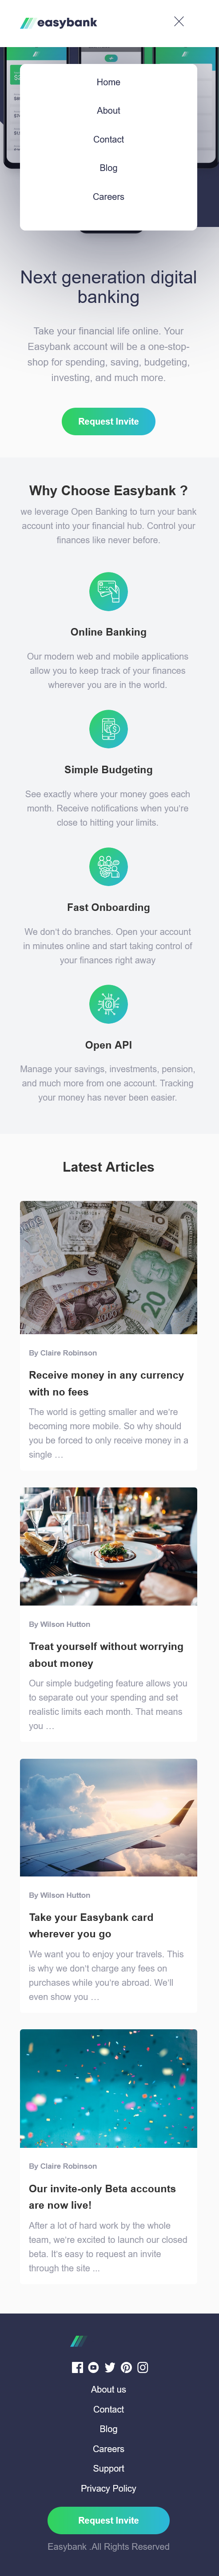 easybank
Home
About
Contact
Blog
Careers
Next generation digital
banking
Take your financial life online. Your
Easybank account will be a one-stop-
shop for spending, saving, budgeting,
investing, and much more.
Request Invite
Why Choose Easybank ?
we leverage Open Banking to turn your bank
account into your financial hub. Control your
finances like never before.
Online Banking
Our modern web and mobile applications
allow you to keep track of your finances
wherever you are in the world.
Simple Budgeting
See exactly where your money goes each
month. Receive notifications when you're
close to hitting your limits.
Fast Onboarding
We don't do branches. Open your account
in minutes online and start taking control of
your finances right away
Open API
Manage your savings, investments, pension,
and much more from one account. Tracking
your money has never been easier.
Latest Articles
By Claire Robinson
Receive money in any currency
with no fees
The world is getting smaller and we're
becoming more mobile. So why should
you be forced to only receive money in a
single …
By Wilson Hutton
Treat yourself without worrying
about money
Our simple budgeting feature allows you
to separate out your spending and set
realistic limits each month. That means
you …
By Wilson Hutton
Take your Easybank card
wherever you go
We want you to enjoy your travels. This
is why we don't charge any fees on
purchases while you're abroad. We'll
even show you …
By Claire Robinson
Our invite-only Beta accounts
are now live!
After a lot of hard work by the whole
team, we're excited to launch our closed
beta. It's easy to request an invite
through the site ...
About us
Contact
Blog
Careers
Support
Privacy Policy
Request Invite
Easybank .All Rights Reserved